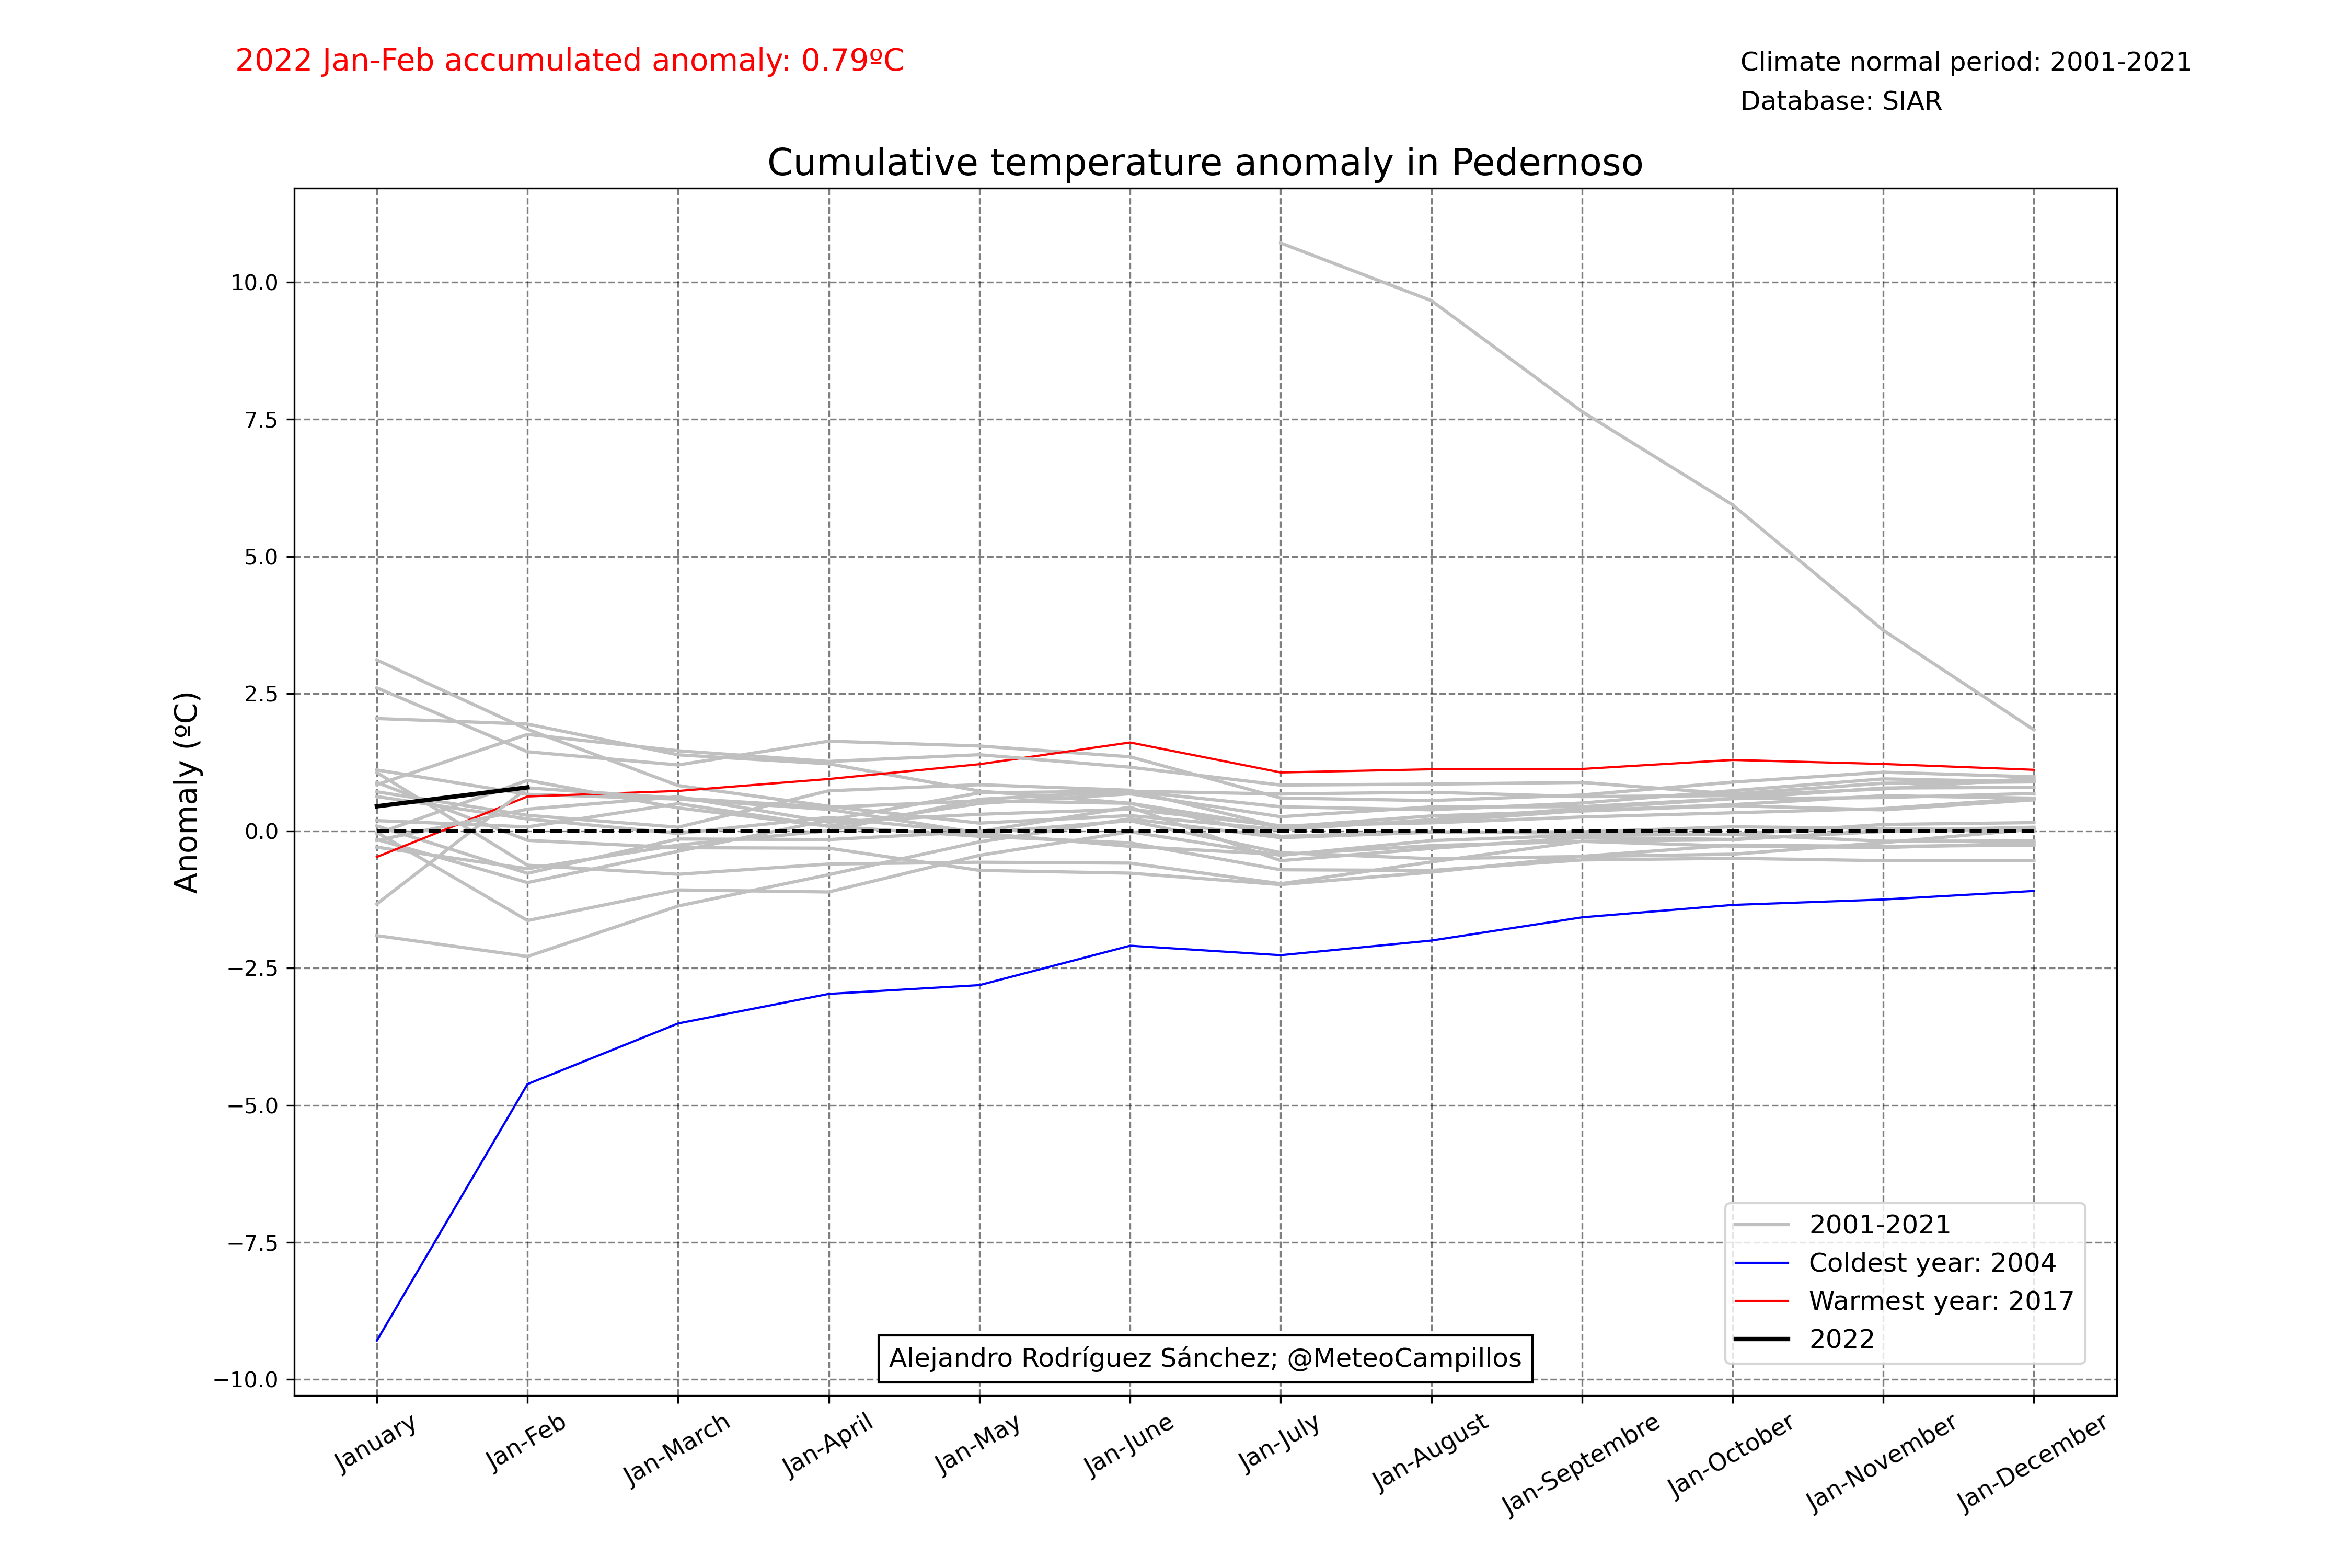 2022 Jan-Feb accumulated anomaly: 0.79ºC
Climate normal period: 2001-2021
Database: SIAR
Cumulative temperature anomaly in Pedernoso
Anomaly (ºC)
10.0
7.5
5.0
2.5
0.0
−2.5
−5.0
−7.5
−10.0
2001-2021
Coldest year: 2004
Warmest year: 2017
2022
Alejandro Rodríguez Sánchez; @MeteoCampillos
January
Jan-Feb
Jan-March
Jan-April
Jan-May
Jan-June
Jan-July
Jan-August
Jan-Septembre
Jan-October
Jan-November
Jan-December